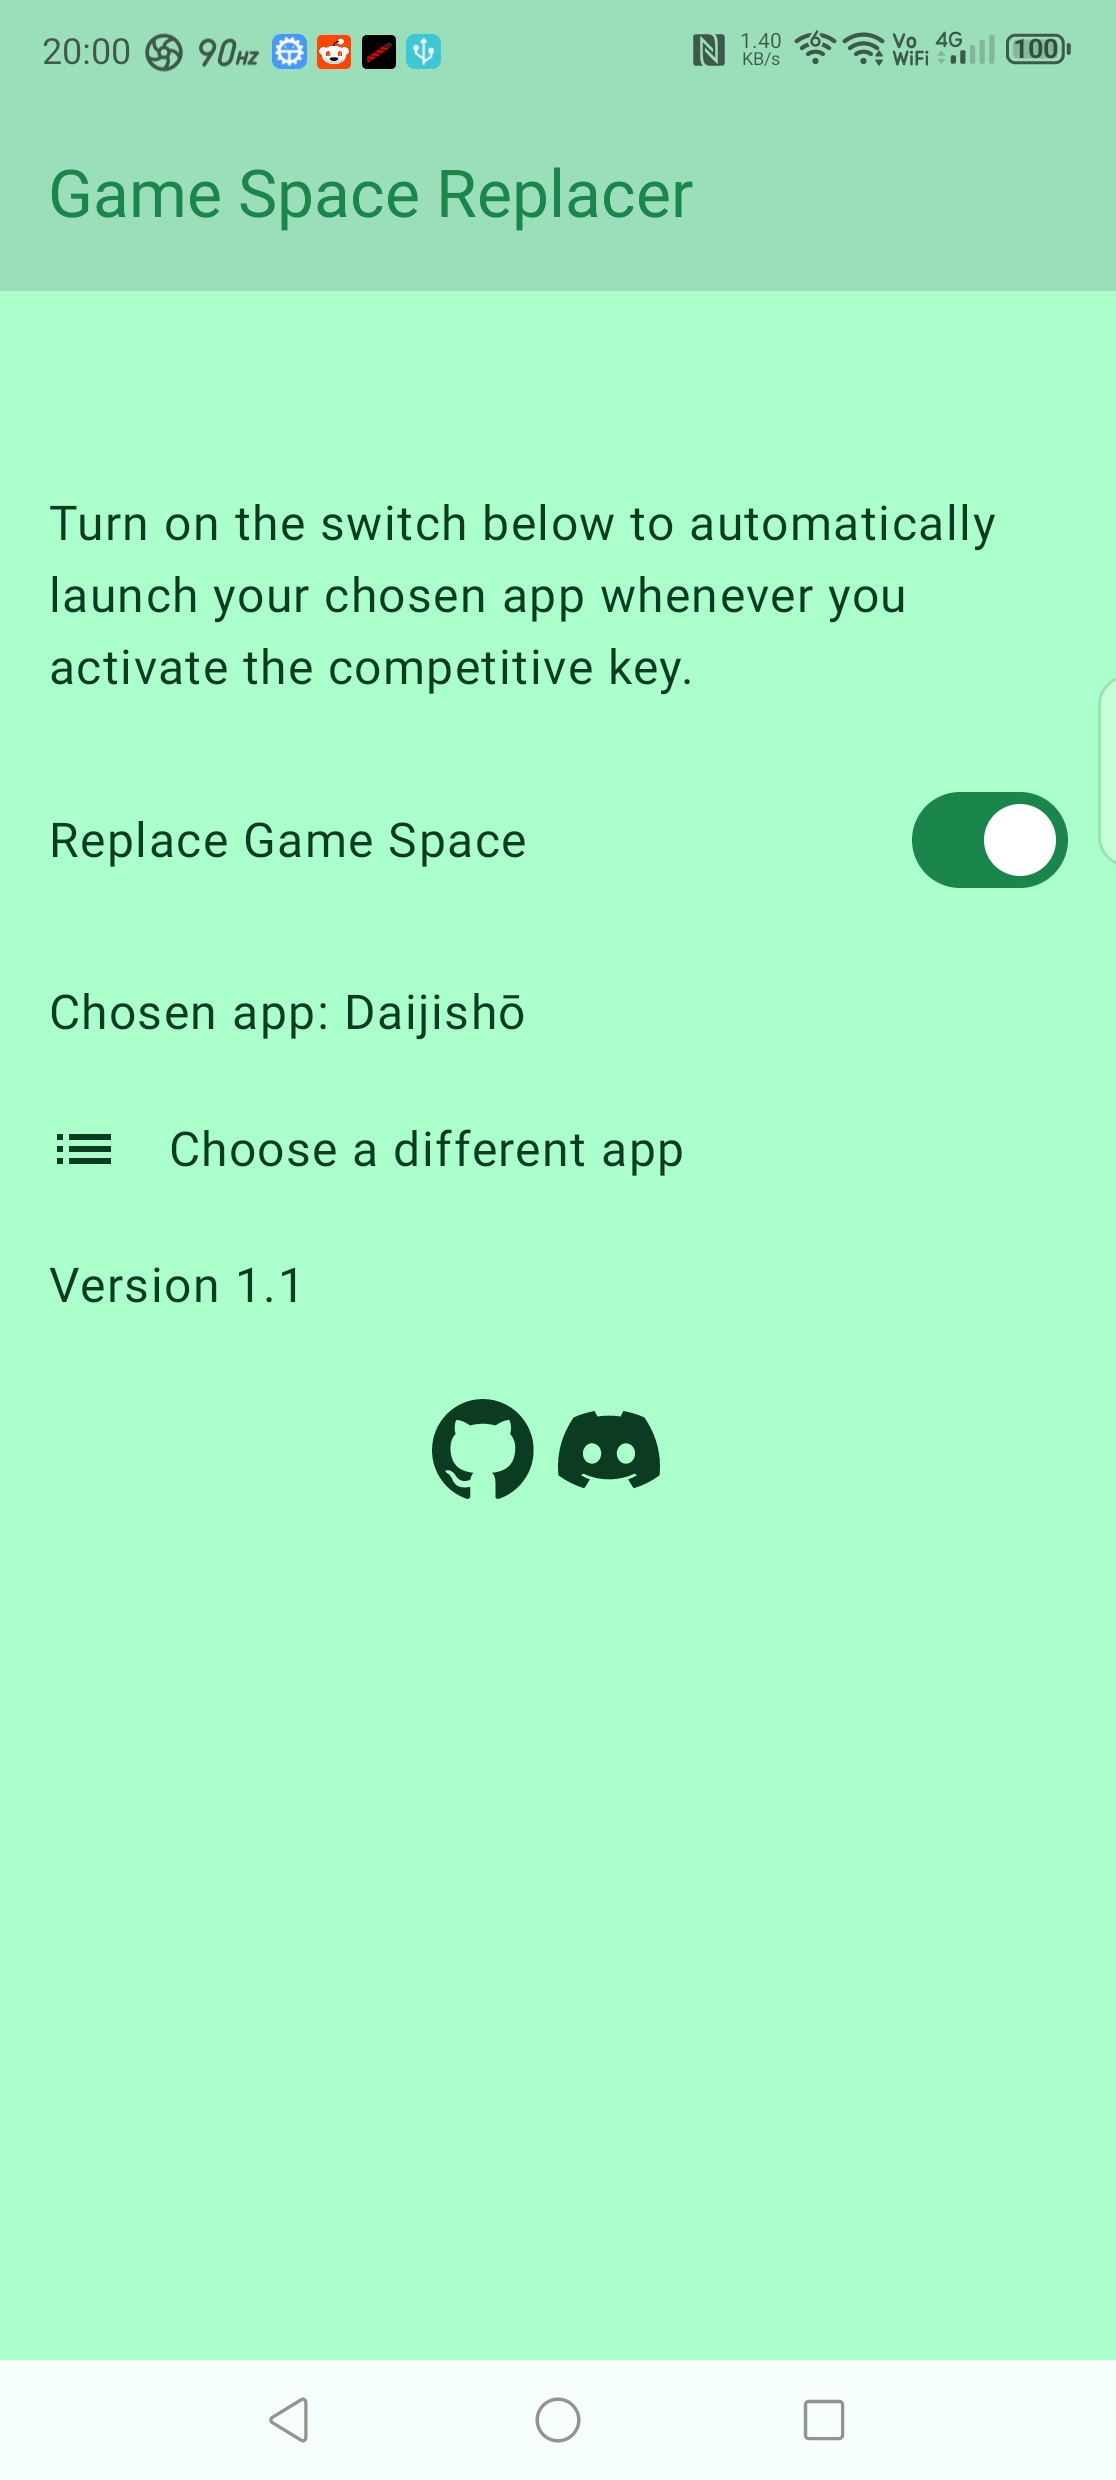 20:00 90HZ 1.40 KB/s 6 Vo WiFi 4G 100
Game Space Replacer
Turn on the switch below to automatically
launch your chosen app whenever you
activate the competitive key.
Replace Game Space
Chosen app: Daijishō
Choose a different app
Version 1.1